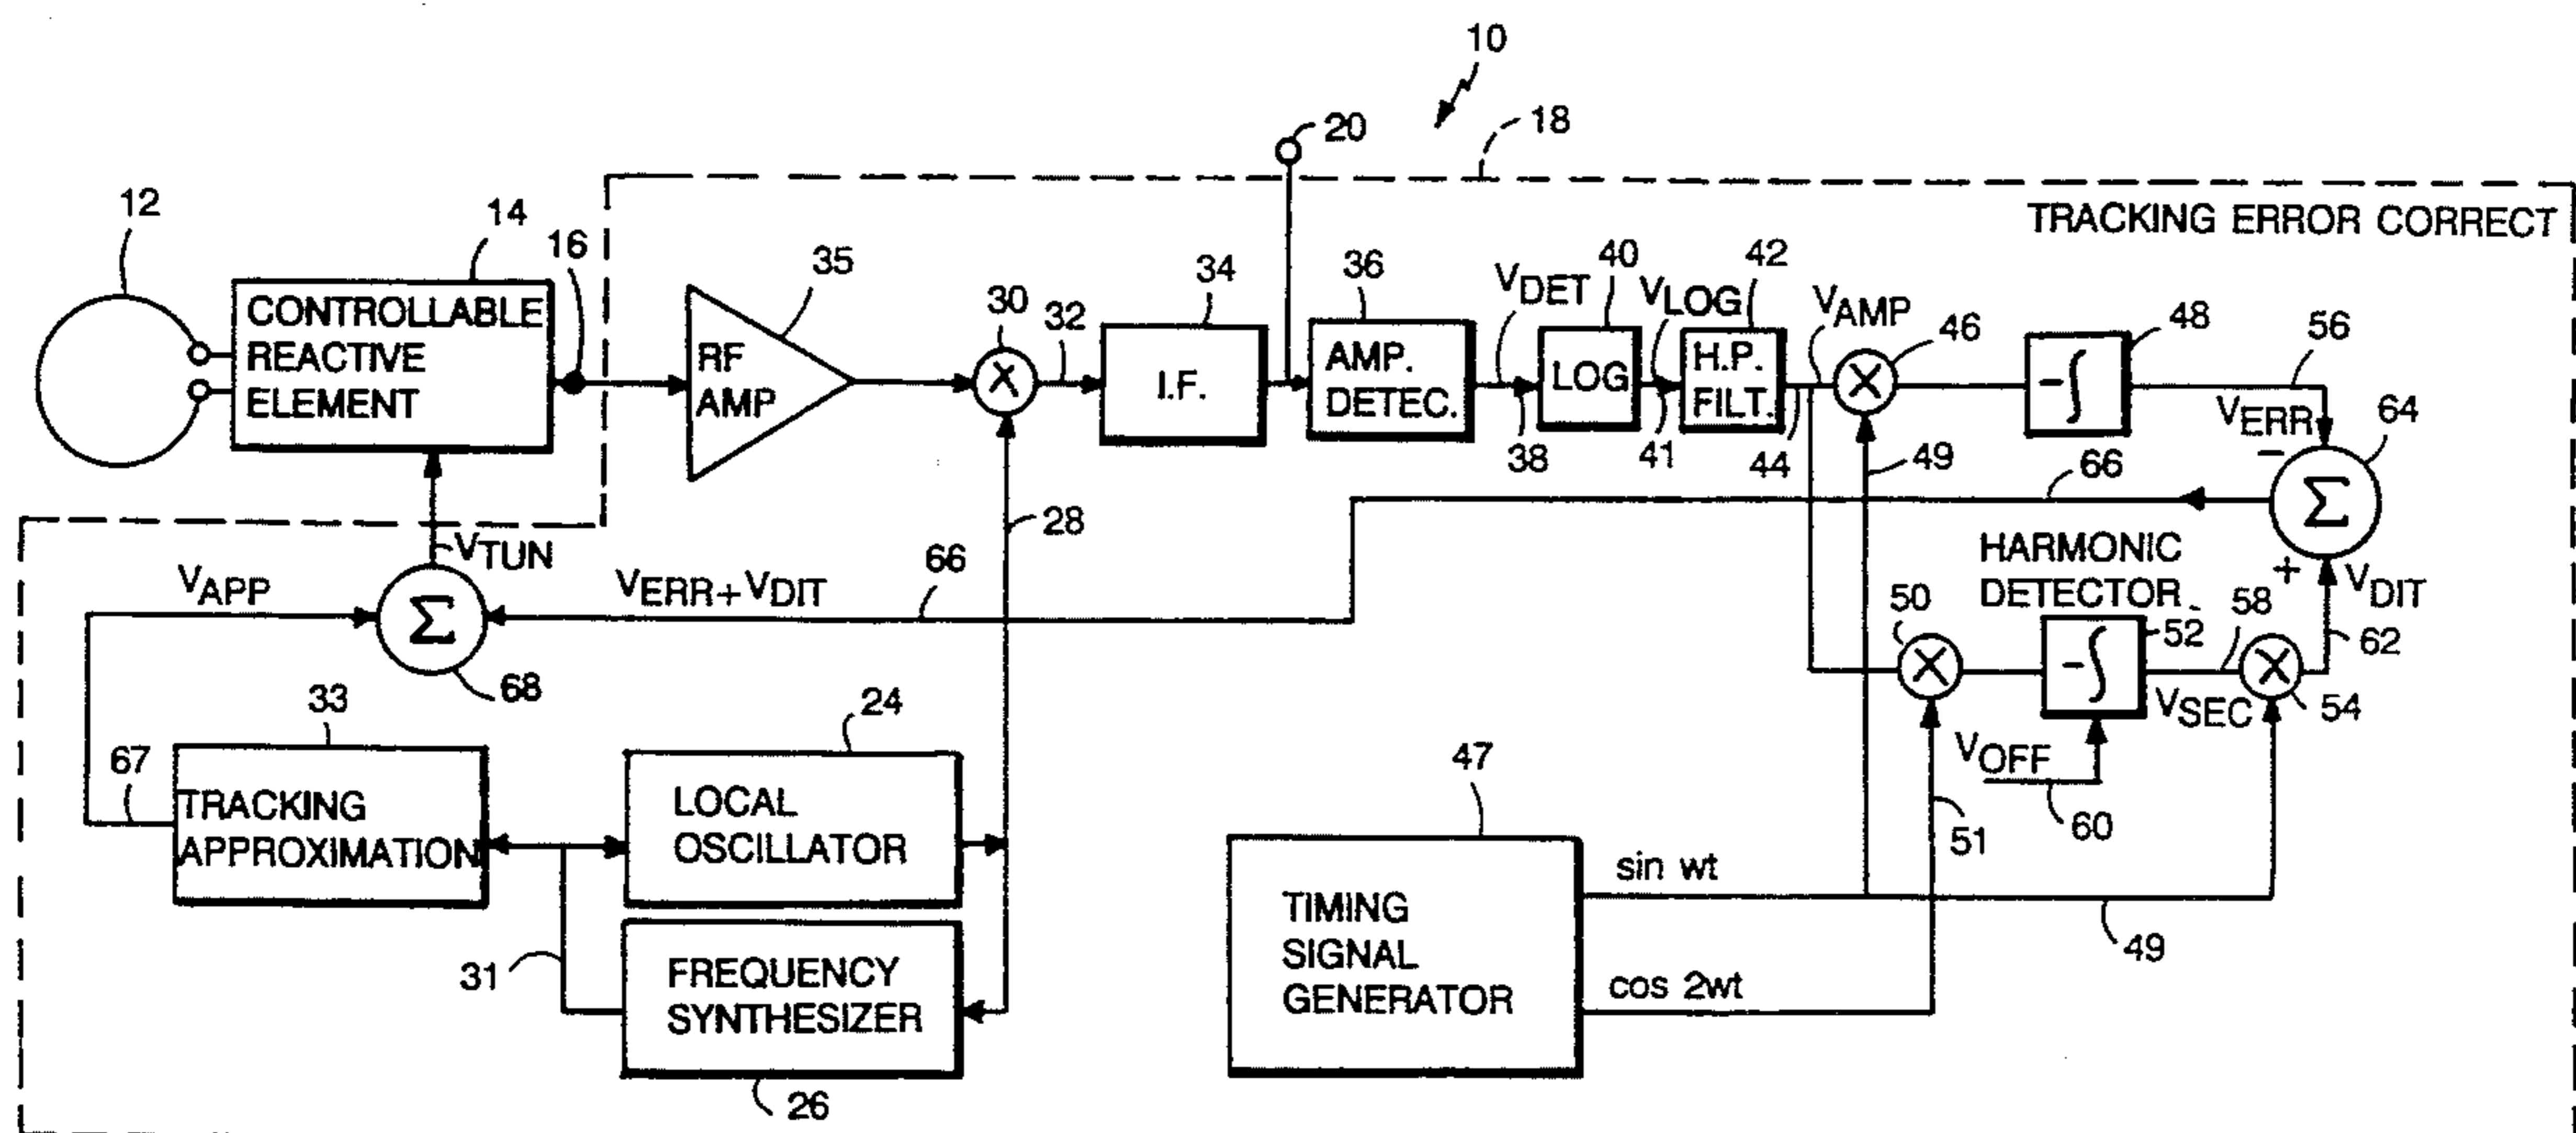 10
18
20
TRACKING ERROR CORRECT
12
14
16
CONTROLLABLE
REACTIVE
ELEMENT
35
RF
AMP
30
X
32
34
I.F.
36
AMP.
DETEC.
VDET
38
40
LOG
VLOG
41
42
H.P.
FILT.
VAMP
44
46
X
48
-∫
56
VERR
-
64
Σ
+
66
49
28
VTUN
VAPP
Σ
68
VERR+VDIT
66
HARMONIC
DETECTOR
50
X
52
-∫
58
VSEC
X
54
VDIT
62
VOFF
60
51
33
67
TRACKING
APPROXIMATION
24
LOCAL
OSCILLATOR
31
FREQUENCY
SYNTHESIZER
26
47
TIMING
SIGNAL
GENERATOR
sin wt
cos 2wt
49